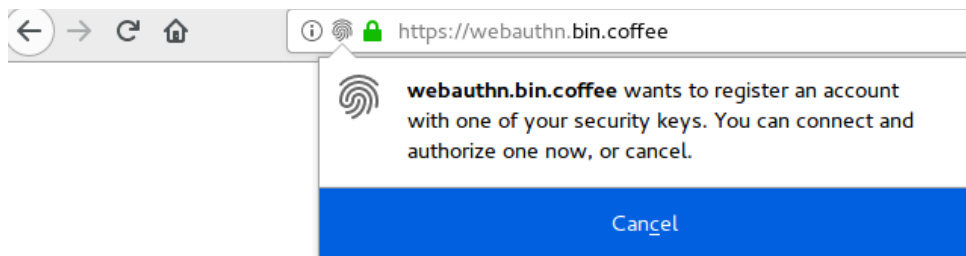 https://webauthn.bin.coffee
webauthn.bin.coffee wants to register an account
with one of your security keys. You can connect and
authorize one now, or cancel.
Cancel